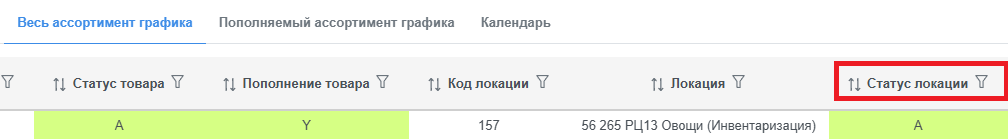 Весь ассортимент графика Пополняемый ассортимент графика Календарь
Статус товара Пополнение товара Код локации Локация Статус локации
A Y 157 56 265 РЦ13 Овощи (Инвентаризация) A